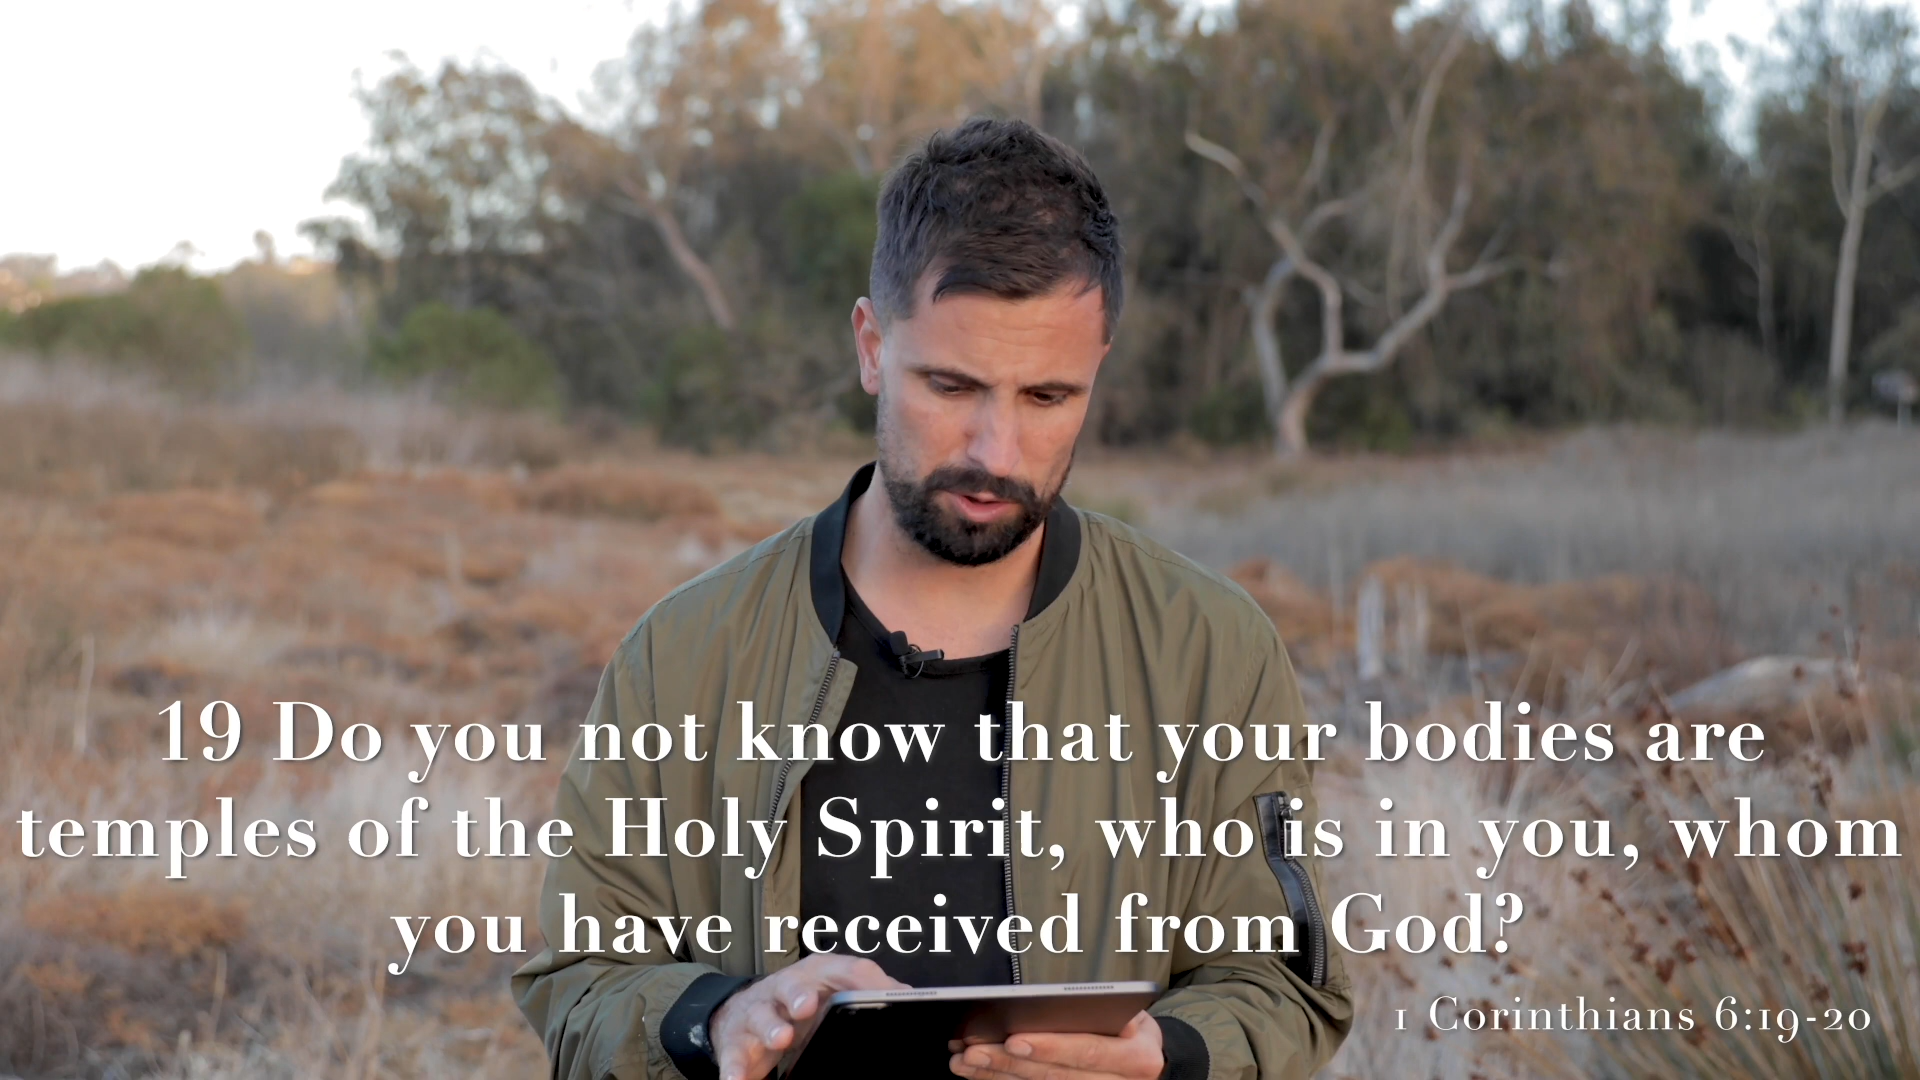 19 Do you not know that your bodies are
temples of the Holy Spirit, who is in you, whom
you have received from God?
1 Corinthians 6:19-20